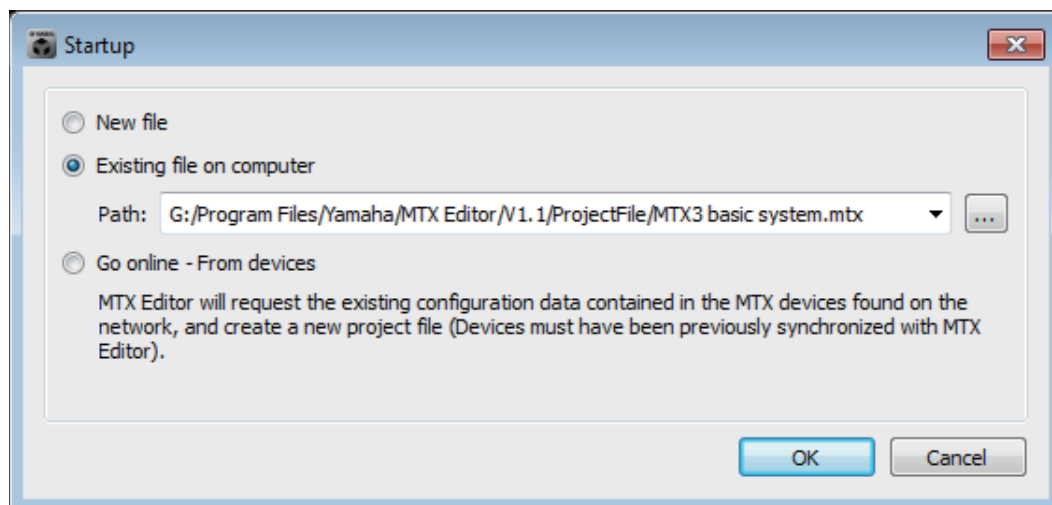 Startup
New file
Existing file on computer
Path: G:/Program Files/Yamaha/MTX Editor/V1.1/ProjectFile/MTX3 basic system.mtx ...
Go online - From devices
MTX Editor will request the existing configuration data contained in the MTX devices found on the
network, and create a new project file (Devices must have been previously synchronized with MTX
Editor).
OK Cancel